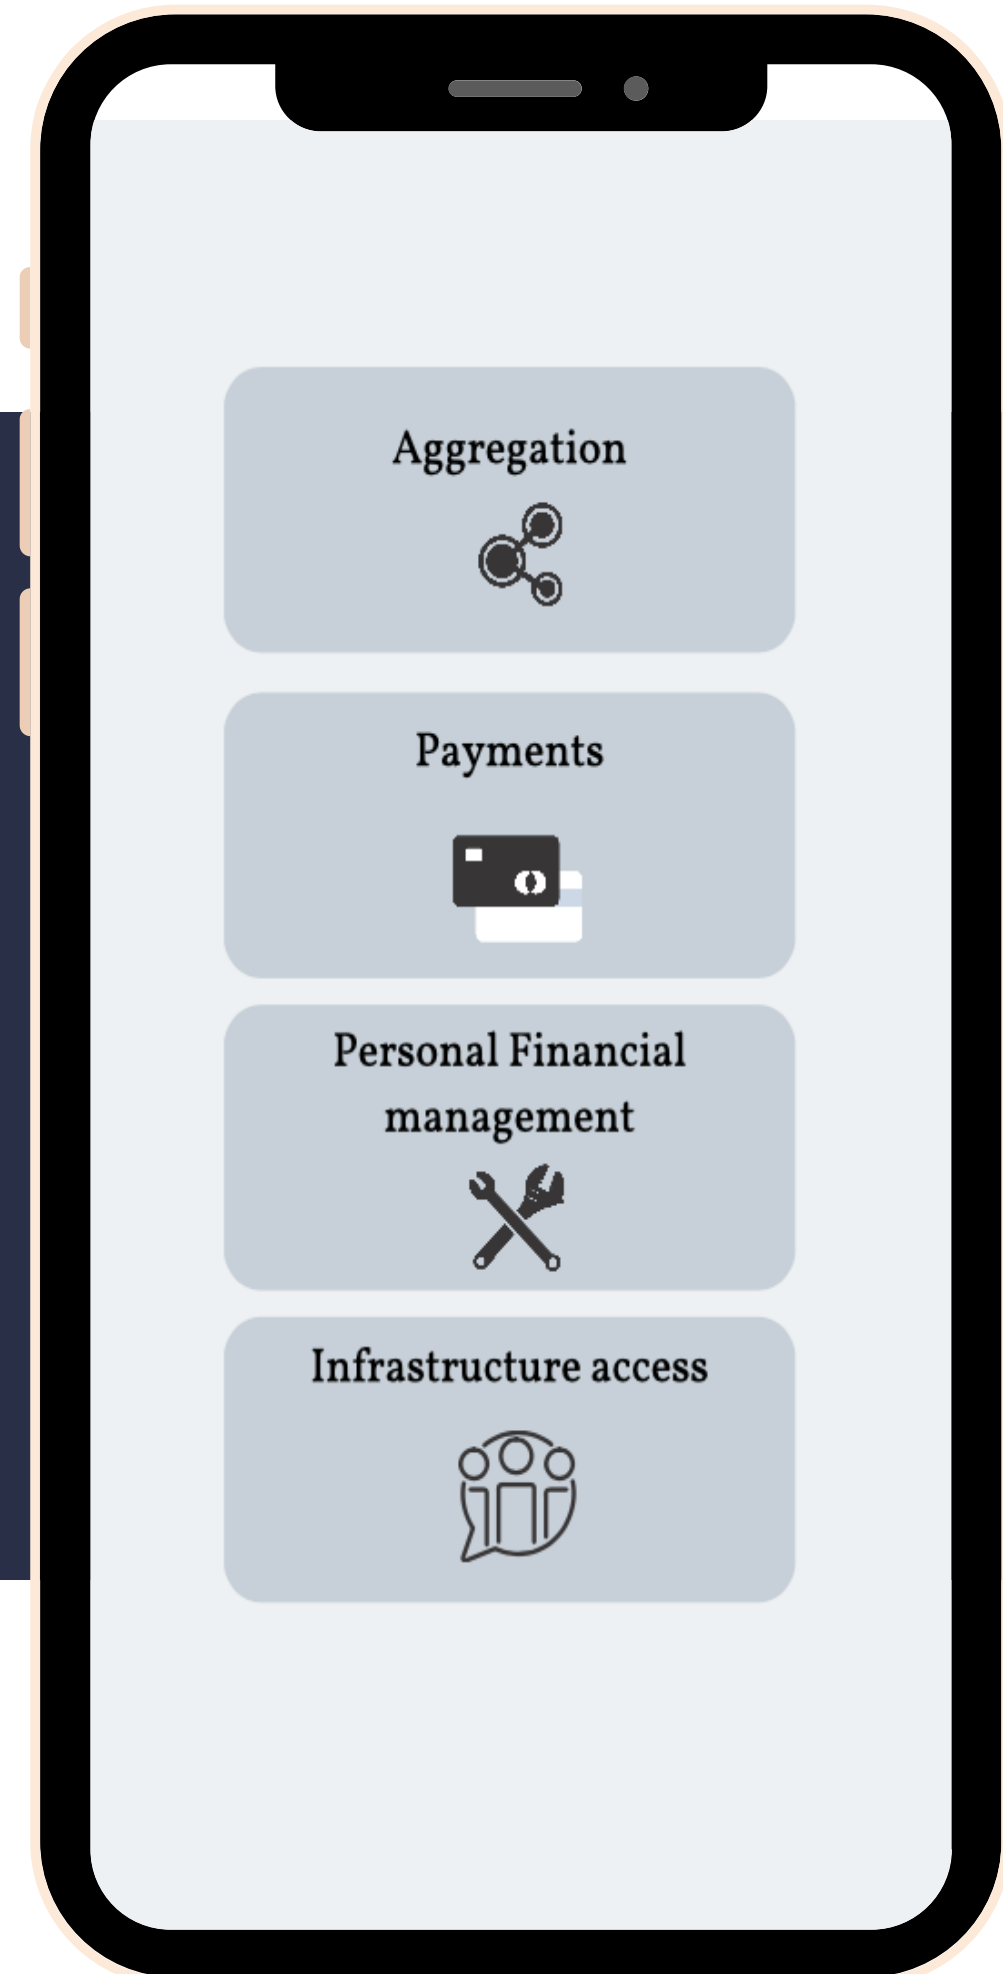 Aggregation
Payments
Personal Financial
management
Infrastructure access